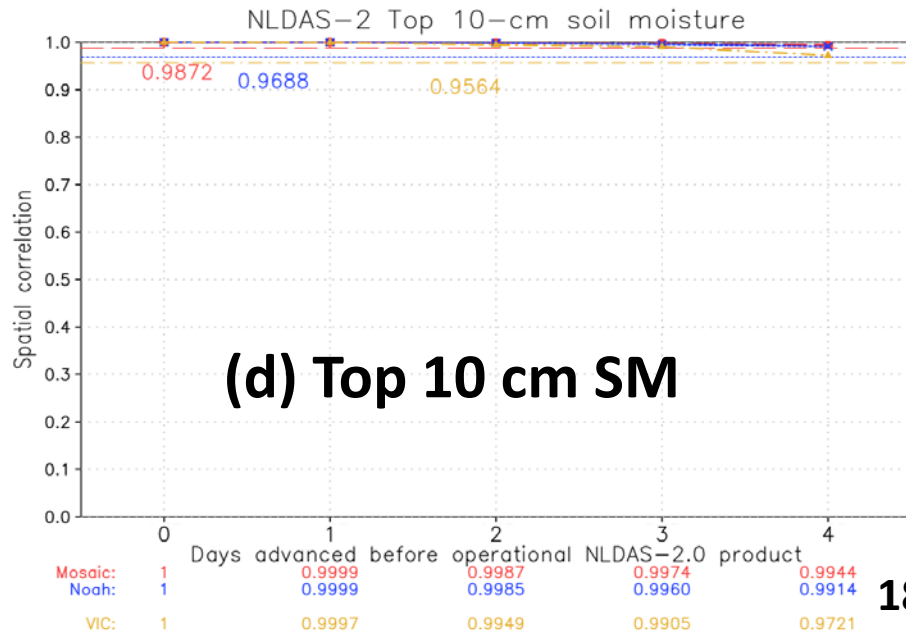 NLDAS-2 Top 10-cm soil moisture
1.0
0.9872
0.9688
0.9564
0.9
0.8
0.7
0.6
0.5
0.4
0.3
0.2
0.1
0.0
Spatial correlation
(d) Top 10 cm SM
0 1 2 3 4
Days advanced before operational NLDAS-2.0 product
Mosaic: 1 0.9999 0.9987 0.9974 0.9944
Noah: 1 0.9999 0.9985 0.9960 0.9914
18
VIC: 1 0.9997 0.9949 0.9905 0.9721